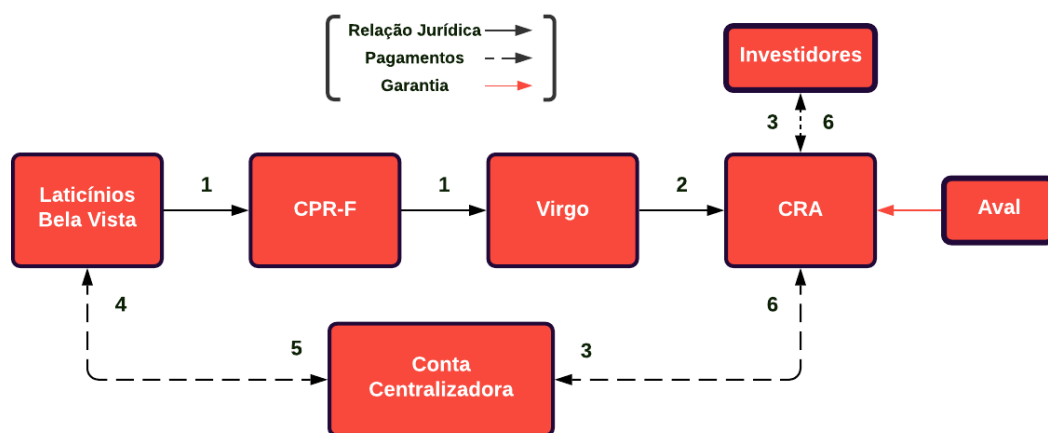 Relação Jurídica
Pagamentos
Garantia
Investidores
3 6
Laticínios
Bela Vista
1
CPR-F
1
Virgo
2
CRA
Aval
4
5
Conta
Centralizadora
3
6